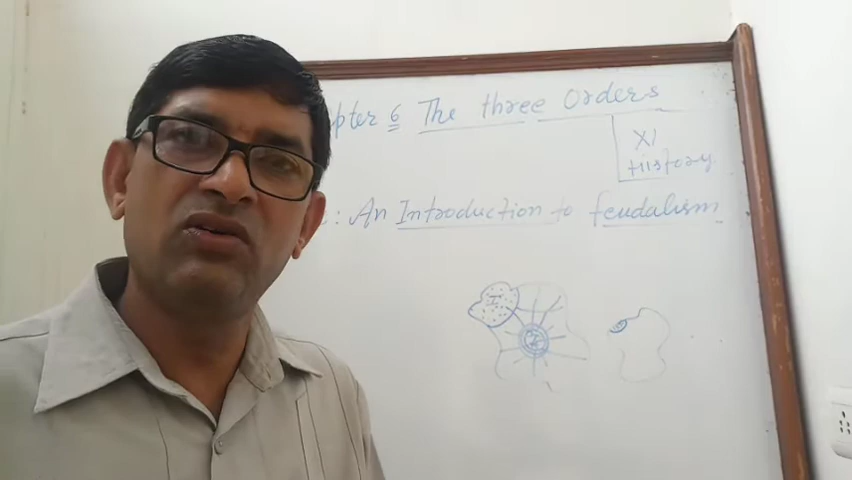 pter 6 The three Orders
XI
History
: An Introduction to feudalism
I